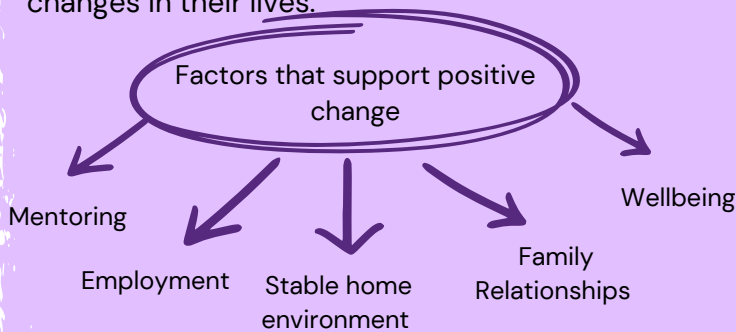 changes in their lives.
Factors that support positive
change
Mentoring
Employment
Stable home
environment
Family
Relationships
Wellbeing